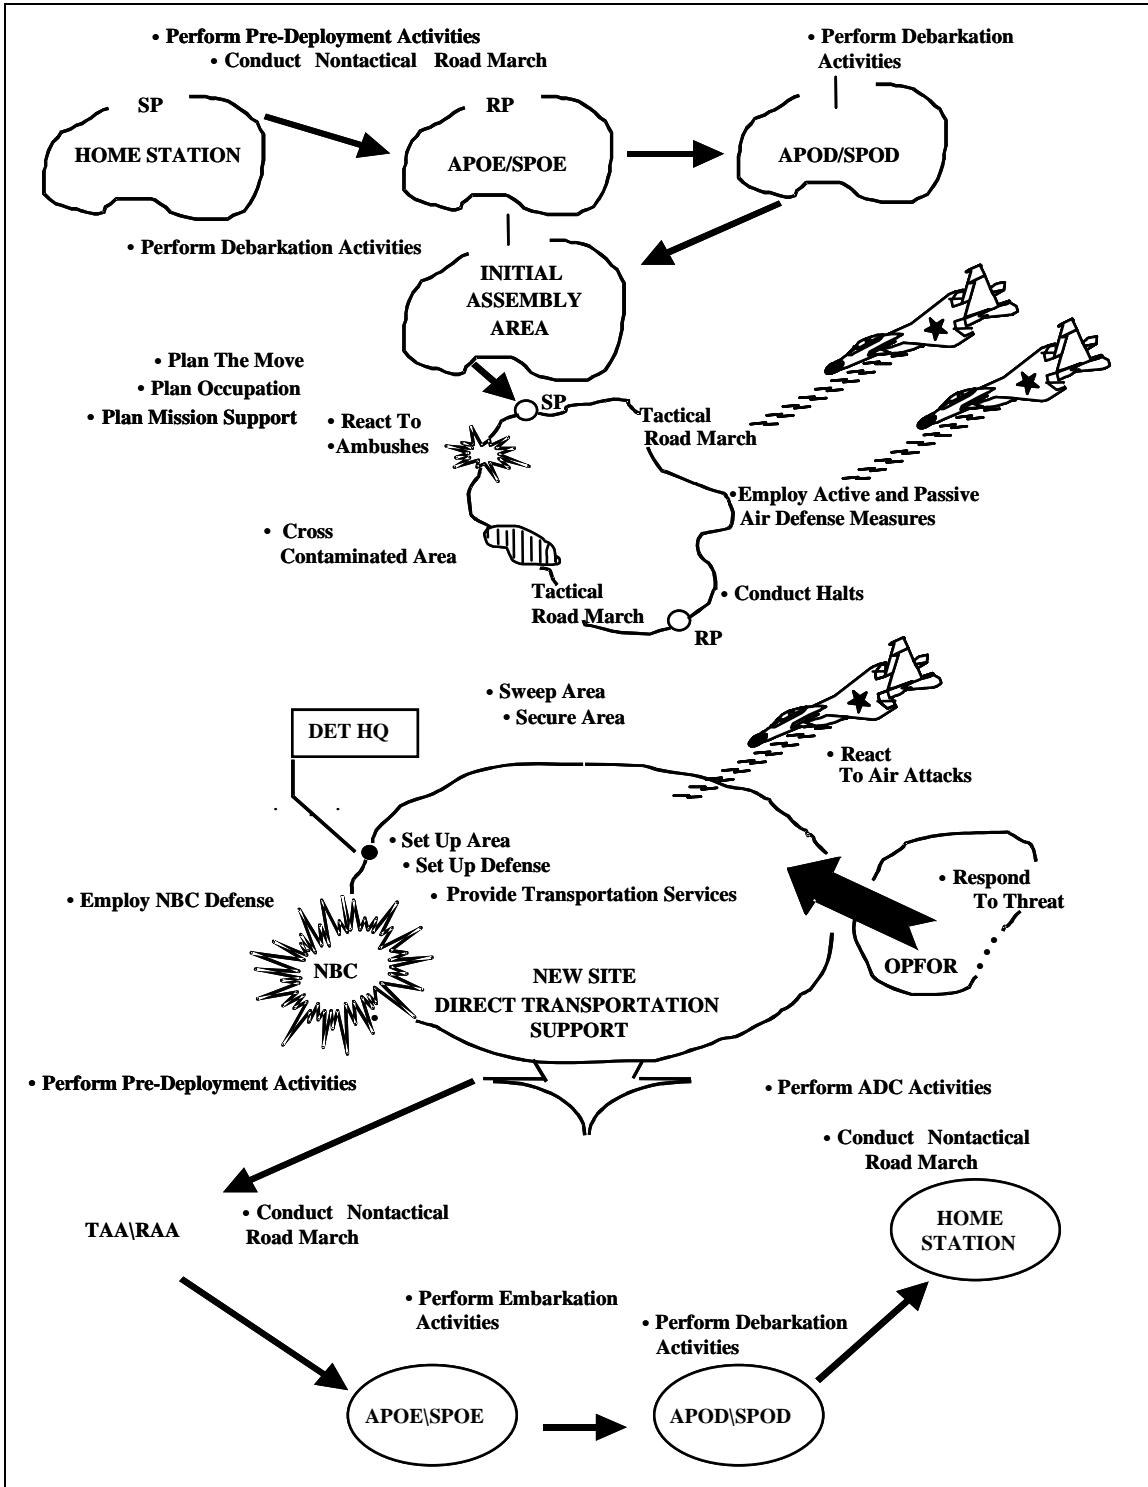 • Perform Pre-Deployment Activities
• Conduct Nontactical Road March
• Perform Debarkation
Activities
SP
HOME STATION
RP
APOE/SPOE
APOD/SPOD
• Perform Debarkation Activities
INITIAL
ASSEMBLY
AREA
• Plan The Move
• Plan Occupation
• Plan Mission Support
• React To
•Ambushes
SP
Tactical
Road March
•Employ Active and Passive
Air Defense Measures
• Cross
Contaminated Area
Tactical
Road March
• Conduct Halts
RP
• Sweep Area
• Secure Area
DET HQ
• React
To Air Attacks
• Set Up Area
• Set Up Defense
• Provide Transportation Services
• Respond
To Threat
• Employ NBC Defense
NBC
OPFOR
NEW SITE
DIRECT TRANSPORTATION
SUPPORT
• Perform Pre-Deployment Activities
• Perform ADC Activities
• Conduct Nontactical
Road March
TAA\RAA
• Conduct Nontactical
Road March
HOME
STATION
• Perform Embarkation
Activities
• Perform Debarkation
Activities
APOE\SPOE
APOD\SPOD